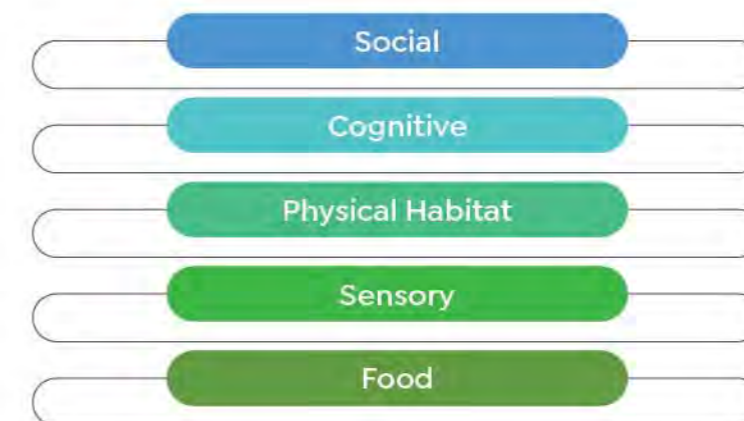 Social
Cognitive
Physical Habitat
Sensory
Food